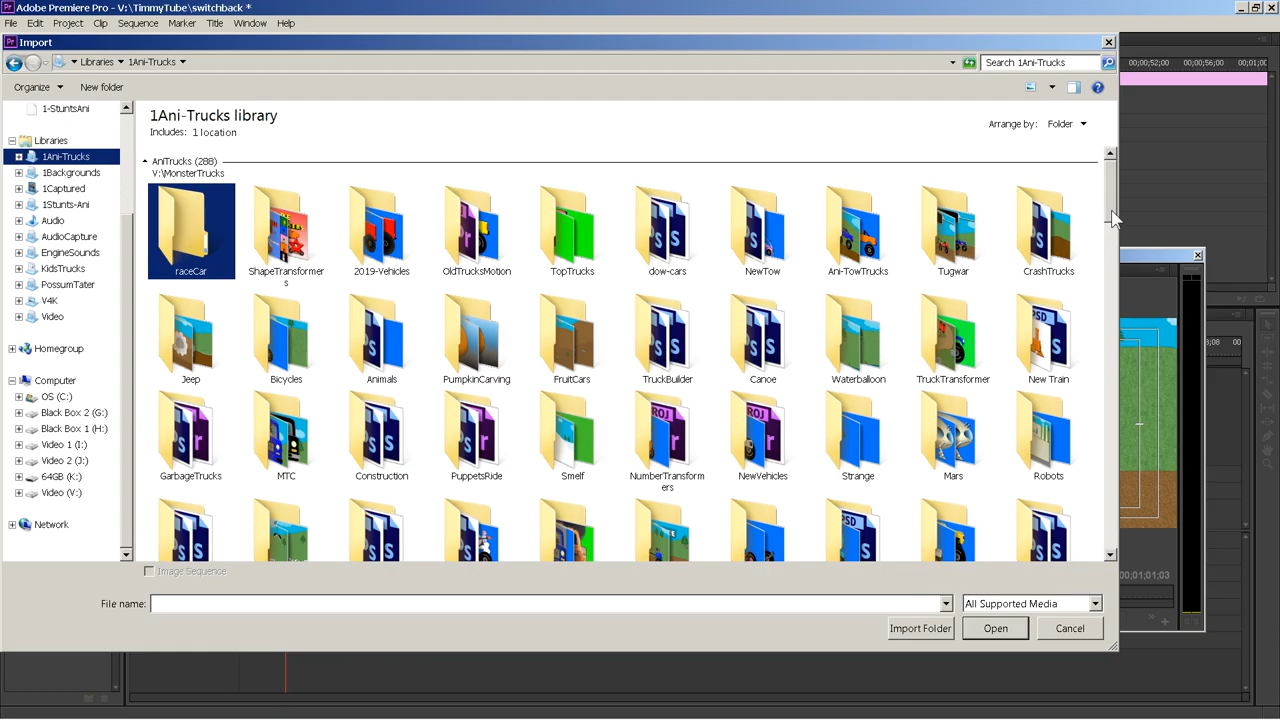 Adobe Premiere Pro - V:\TimmyTube\switchback *
File Edit Project Clip Sequence Marker Title Window Help
Import
Libraries 1Ani-Trucks
Search 1Ani-Trucks
00;00;52;00 00;00;56;00 00;01;0
Organize New folder
1-StuntsAni
Libraries
1Ani-Trucks
1Backgrounds
1Captured
1Stunts-Ani
Audio
AudioCapture
EngineSounds
KidsTrucks
PossumTater
V4K
Video
Homegroup
Computer
OS (C:)
Black Box 2 (G:)
Black Box 1 (H:)
Video 1 (I:)
Video 2 (J:)
64GB (K:)
Video (V:)
Network
1Ani-Trucks library
Includes: 1 location
Arrange by: Folder
AniTrucks (288)
V:\MonsterTrucks
raceCar ShapeTransformers 2019-Vehicles OldTrucksMotion TopTrucks dow-cars NewTow Ani-TowTrucks Tugwar CrashTrucks
Jeep Bicycles Animals PumpkinCarving FruitCars TruckBuilder Canoe Waterballoon TruckTransformer New Train
GarbageTrucks MTC Construction PuppetsRide Smelf NumberTransformers NewVehicles Strange Mars Robots
Image Sequence
File name:
All Supported Media
Import Folder Open Cancel
00;01;01;03